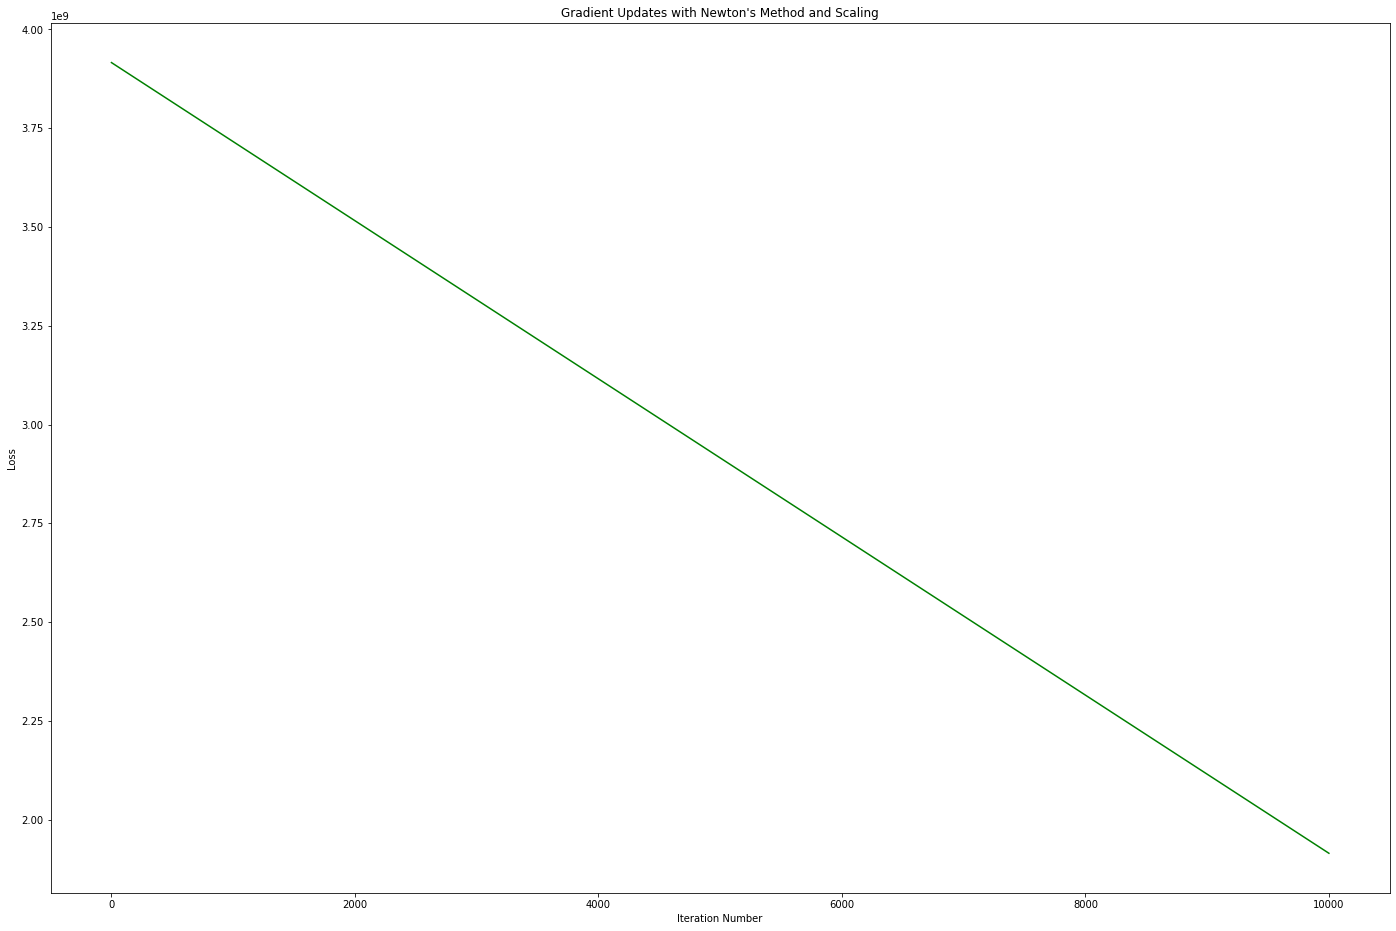 Gradient Updates with Newton's Method and Scaling
1e9
4.00
3.75
3.50
3.25
3.00
2.75
2.50
2.25
2.00
Loss
0 2000 4000 6000 8000 10000
Iteration Number